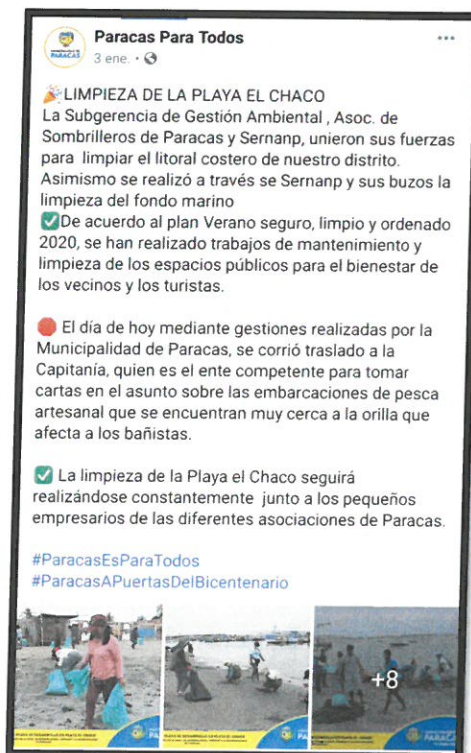 Paracas Para Todos
3 ene. ·
PARACAS
LIMPIEZA DE LA PLAYA EL CHACO
La Subgerencia de Gestión Ambiental , Asoc. de
Sombrilleros de Paracas y Sernanp, unieron sus fuerzas
para limpiar el litoral costero de nuestro distrito.
Asimismo se realizó a través se Sernanp y sus buzos la
limpieza del fondo marino
✅De acuerdo al plan Verano seguro, limpio y ordenado
2020, se han realizado trabajos de mantenimiento y
limpieza de los espacios públicos para el bienestar de
los vecinos y los turistas.
🛑 El día de hoy mediante gestiones realizadas por la
Municipalidad de Paracas, se corrió traslado a la
Capitanía, quien es el ente competente para tomar
cartas en el asunto sobre las embarcaciones de pesca
artesanal que se encuentran muy cerca a la orilla que
afecta a los bañistas.
✅ La limpieza de la Playa el Chaco seguirá
realizándose constantemente junto a los pequeños
empresarios de las diferentes asociaciones de Paracas.
#ParacasEsParaTodos
#ParacasAPuertasDelBicentenario
+8